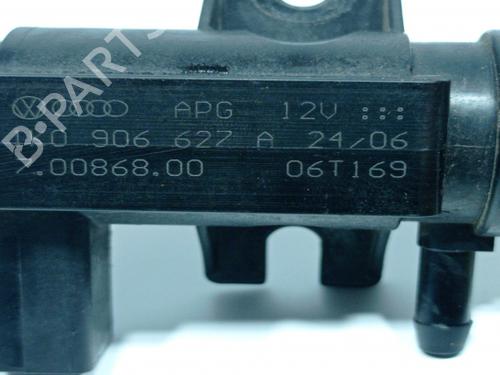 B-PARTS
APG 12V
906 627 A 24/06
.00868.00 06T169